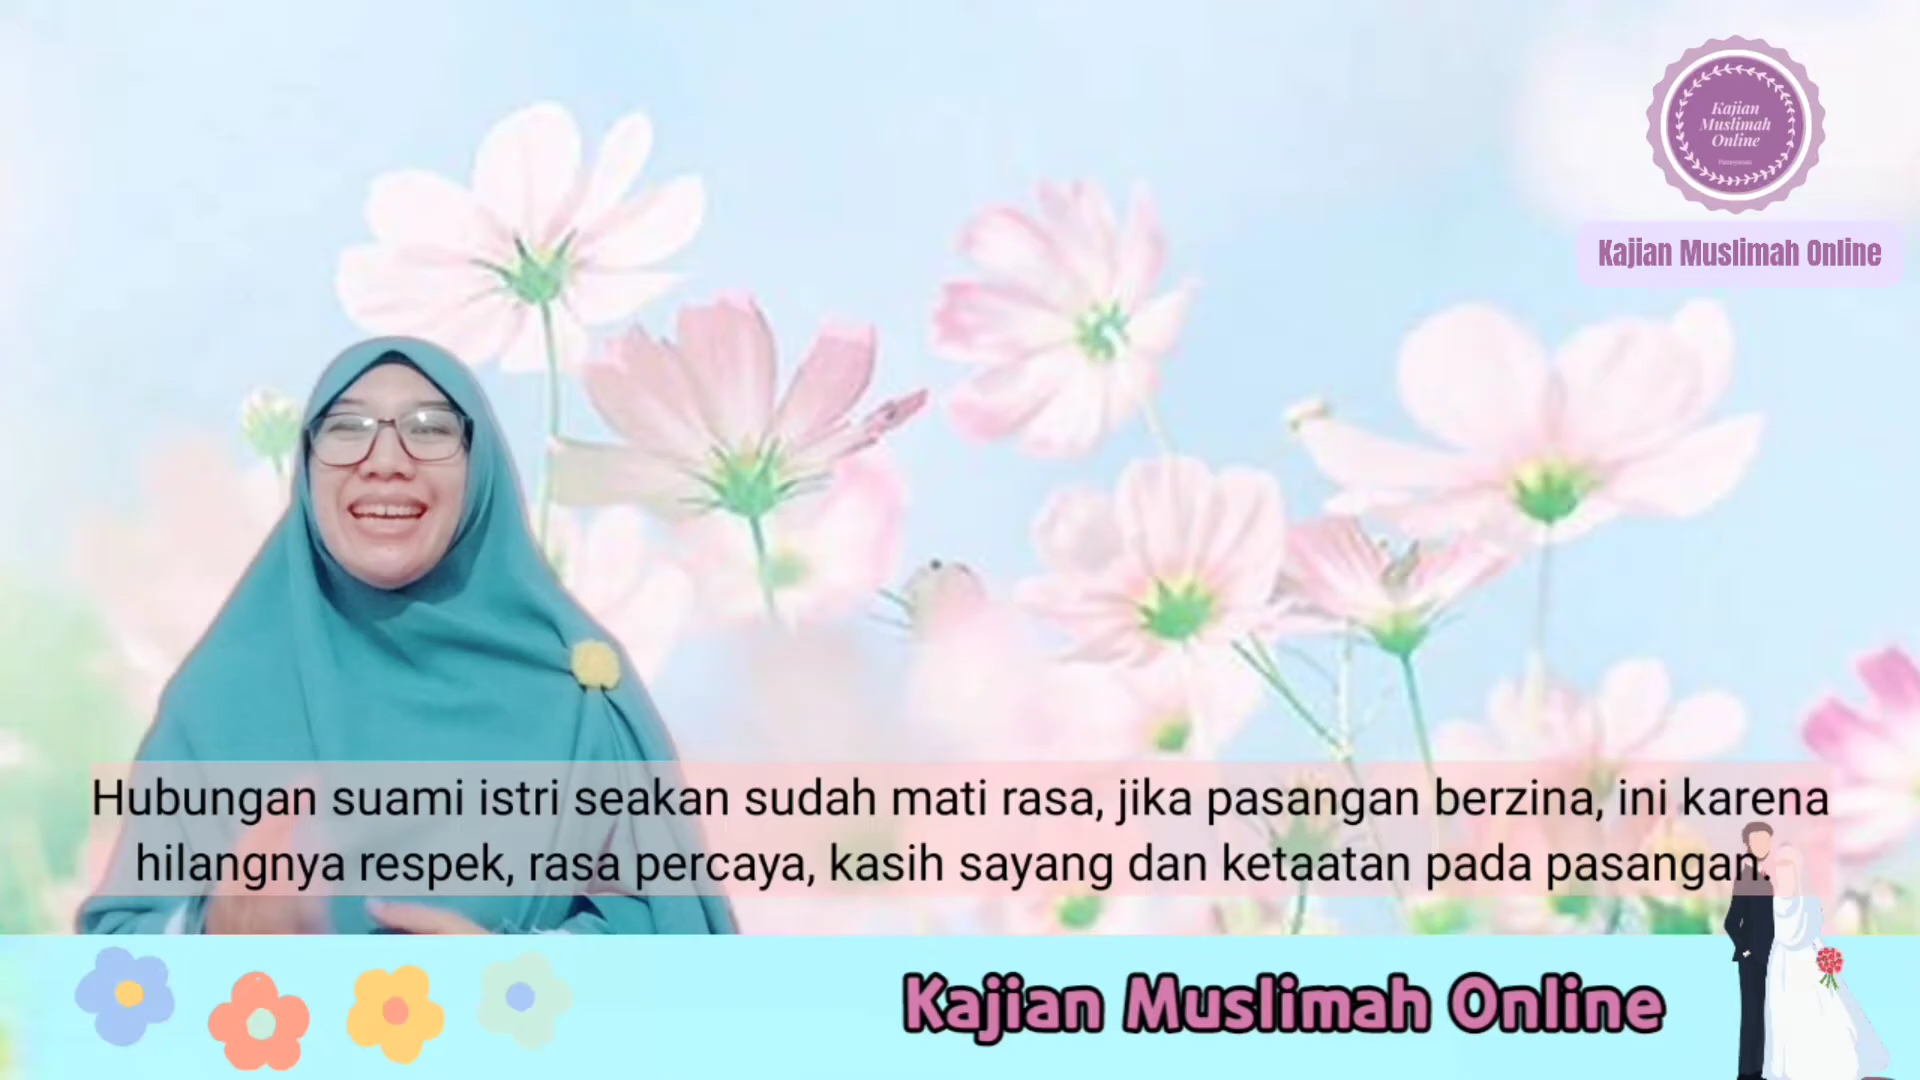 Kajian
Muslimah
Online
Kajian Muslimah Online
Hubungan suami istri seakan sudah mati rasa, jika pasangan berzina, ini karena
hilangnya respek, rasa percaya, kasih sayang dan ketaatan pada pasangan.
Kajian Muslimah Online